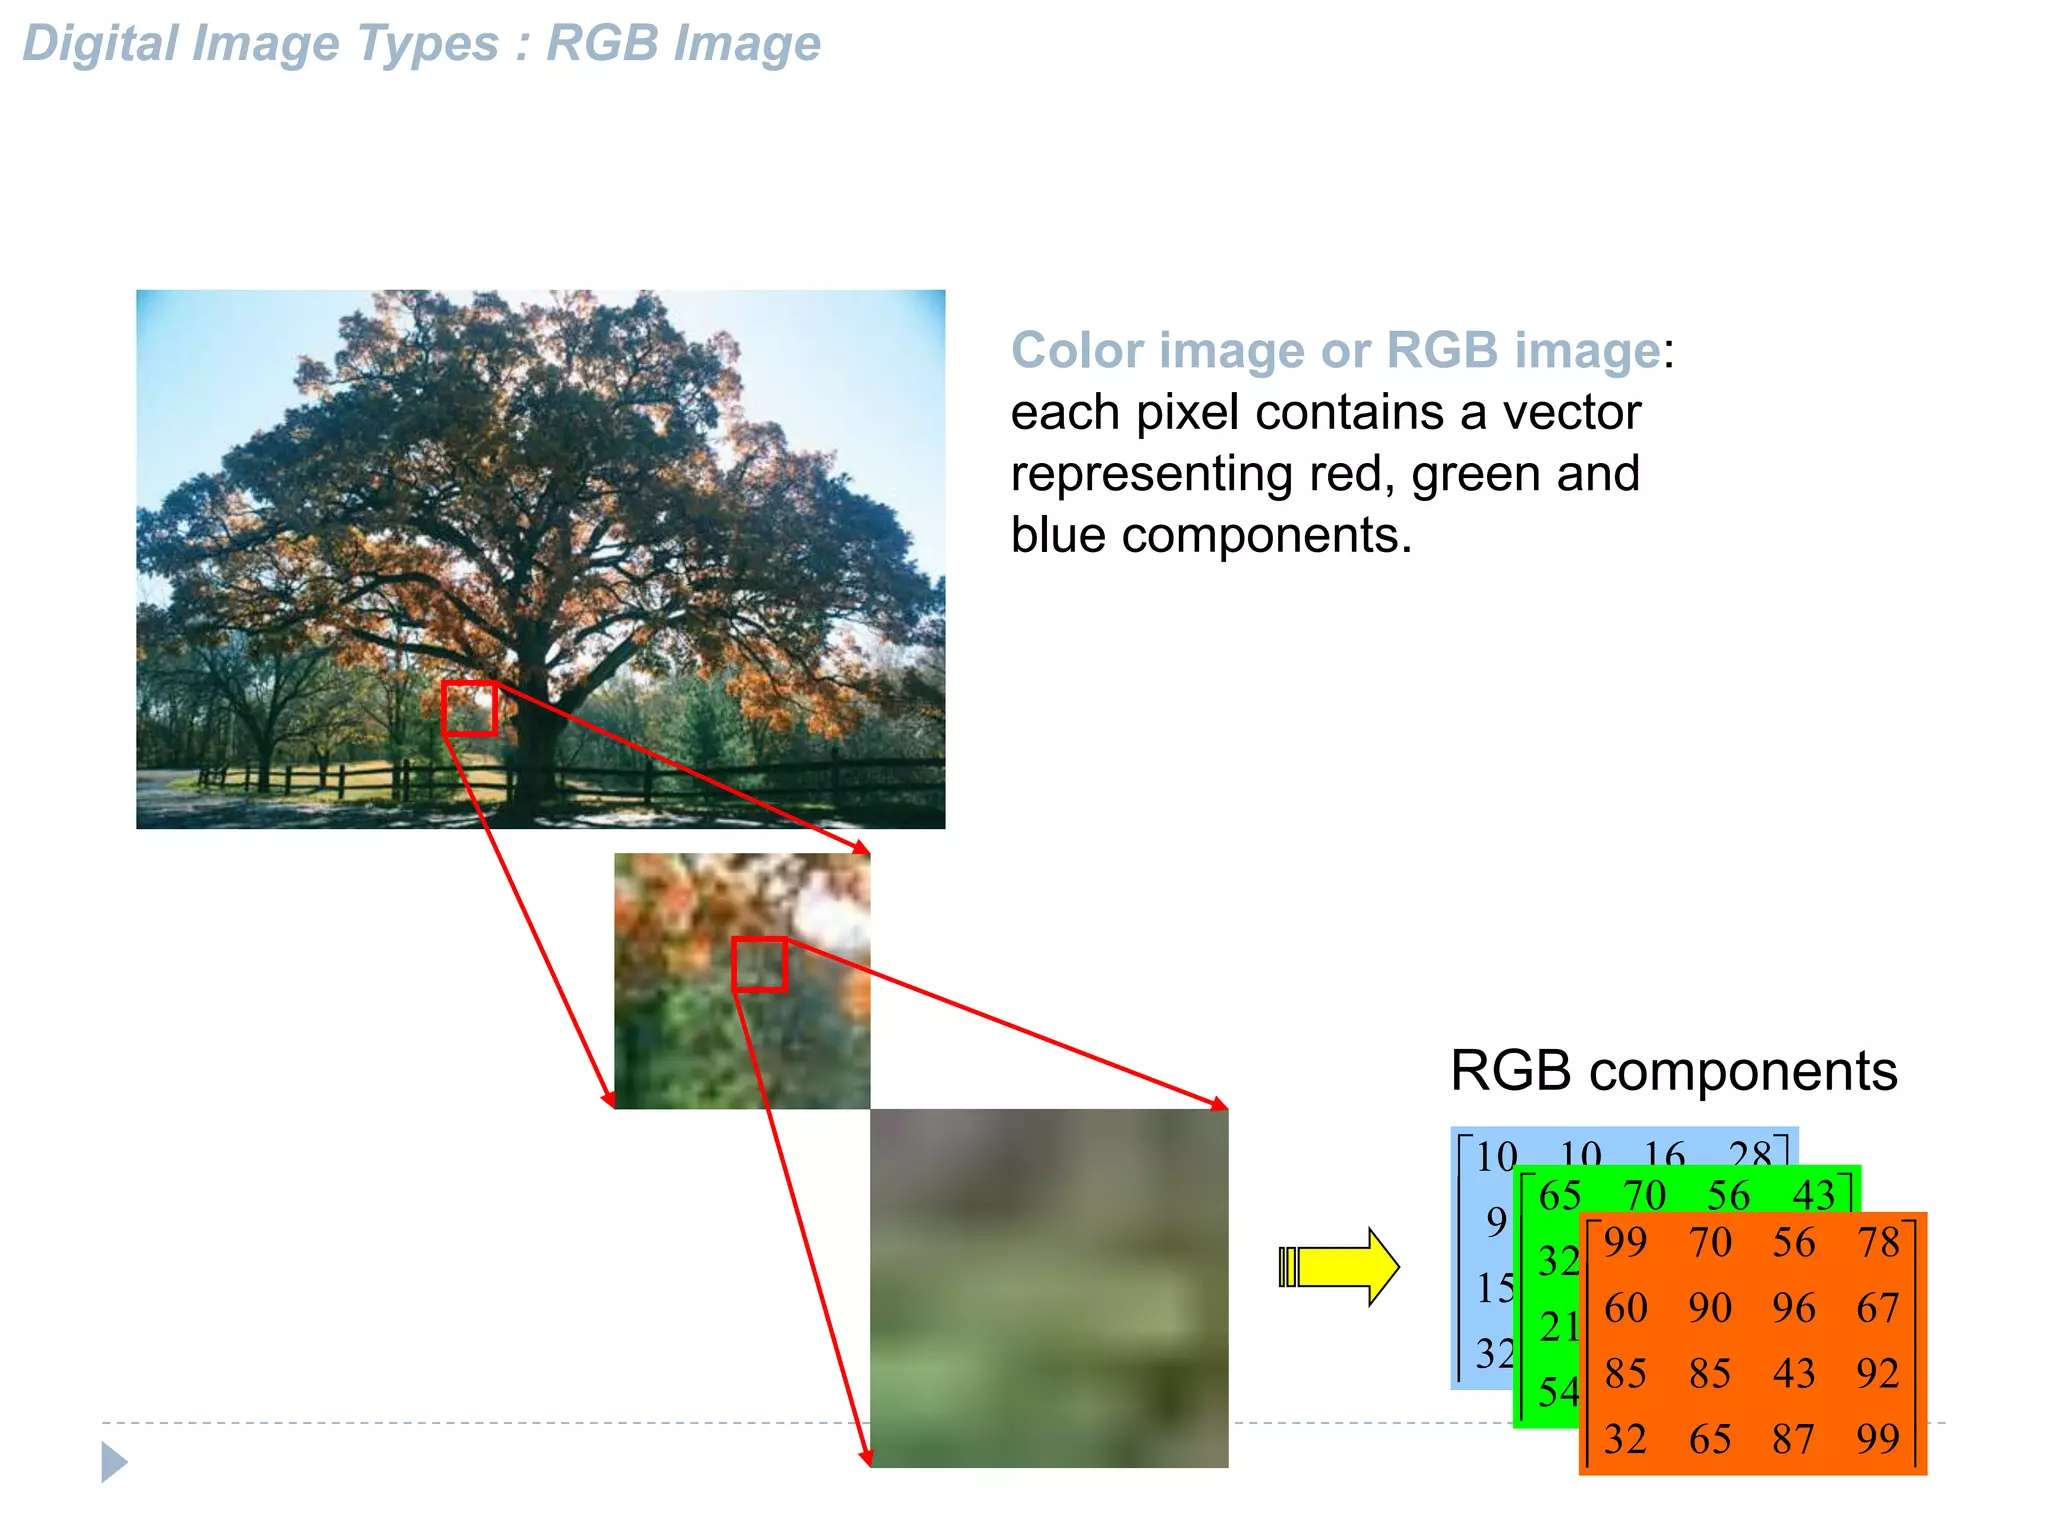 Digital Image Types : RGB Image
Color image or RGB image:
each pixel contains a vector
representing red, green and
blue components.
RGB components
10 10 16 28
9
15
32
65 70 56 43
32
21
54
99 70 56 78
60 90 96 67
85 85 43 92
32 65 87 99